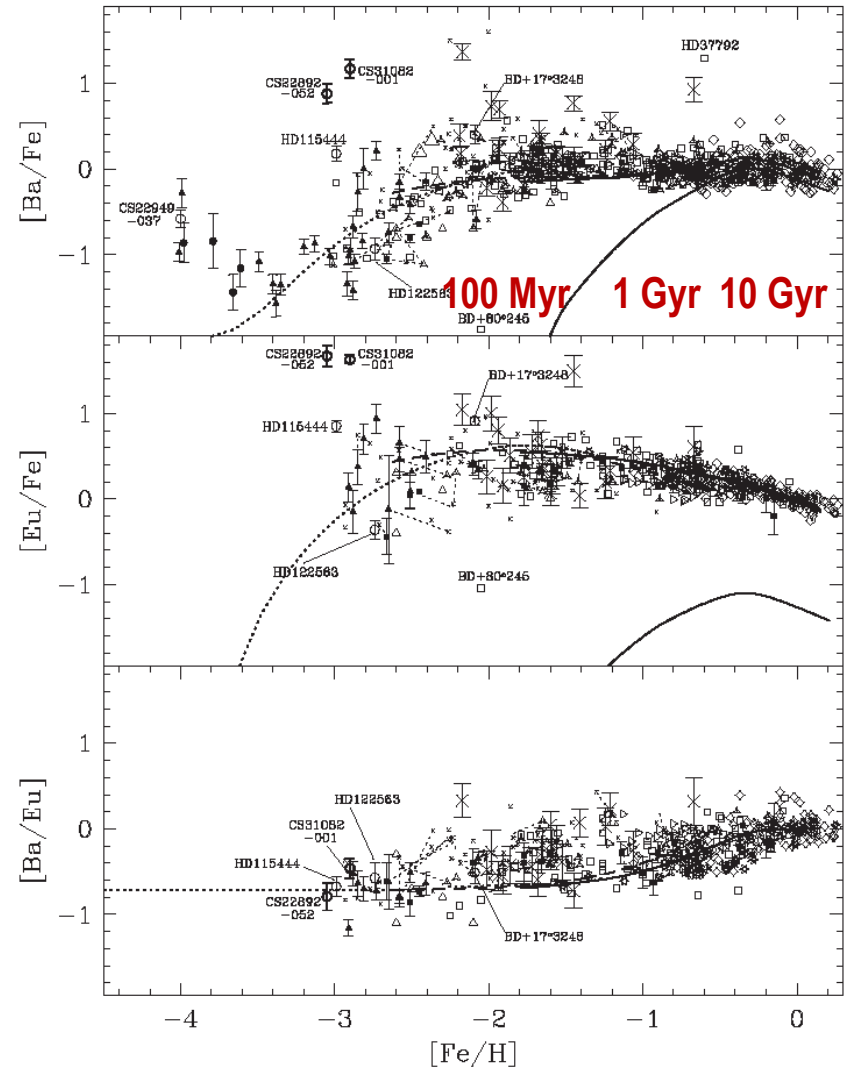 [Ba/Fe]
1
0
−1
CS22892
-052
CS31082
-001
HD115444
CS22949
-037
BD+17°3248
HD37792
HD122563
BD+80°245
100 Myr 1 Gyr 10 Gyr
[Eu/Fe]
1
0
−1
CS22892
-052
CS31082
-001
HD115444
BD+17°3248
HD122563
BD+80°245
[Ba/Eu]
1
0
−1
HD122563
CS31082
-001
HD115444
CS22892
-052
BD+17°3248
−4 −3 −2 −1 0
[Fe/H]